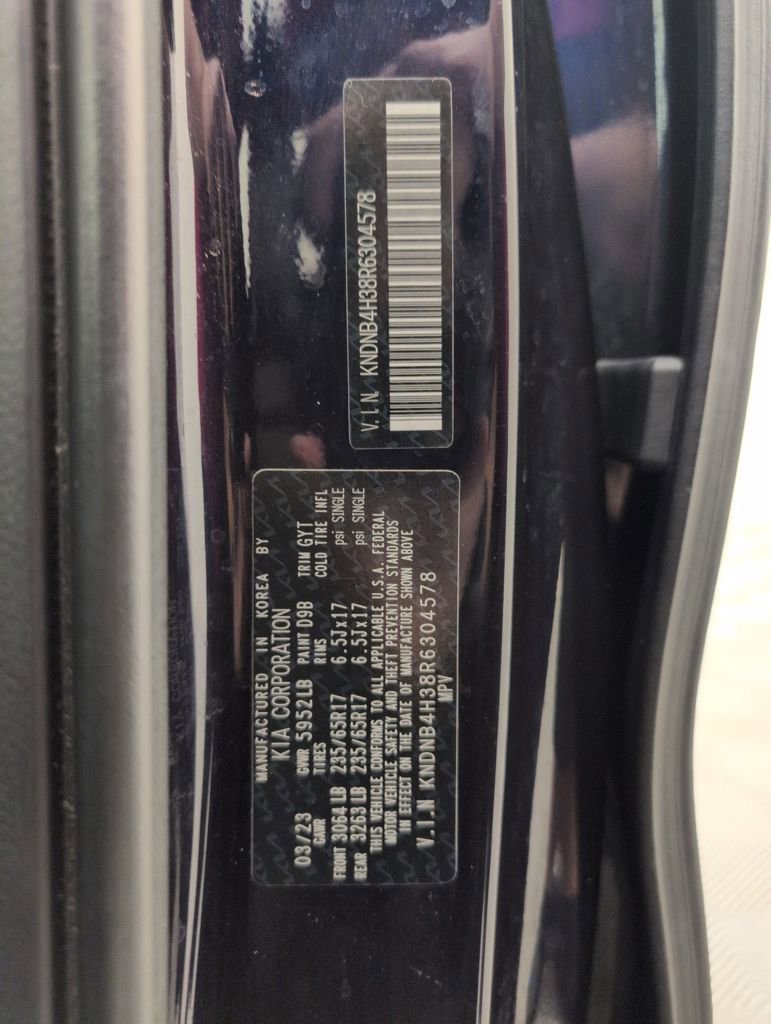 V.I.N KNDNB4H38R6304578
MANUFACTURED IN KOREA BY
KIA CORPORATION
03/23 GVWR 5952LB PAINT D9B TRIM GYT
GAWR TIRES RIMS COLD TIRE INFL
FRONT 3064LB 235/65R17 6.5Jx17 psi SINGLE
REAR 3263LB 235/65R17 6.5Jx17 psi SINGLE
THIS VEHICLE CONFORMS TO ALL APPLICABLE U.S.A. FEDERAL
MOTOR VEHICLE SAFETY AND THEFT PREVENTION STANDARDS
IN EFFECT ON THE DATE OF MANUFACTURE SHOWN ABOVE
V.I.N KNDNB4H38R6304578
MPV